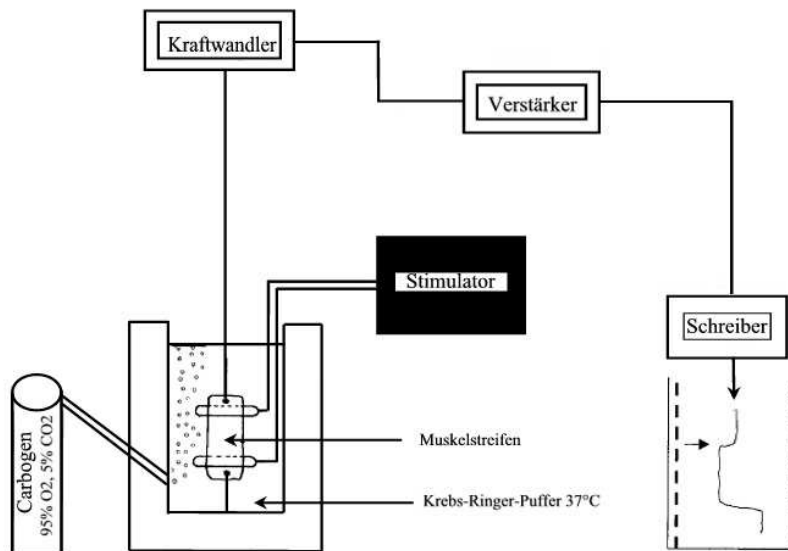 Kraftwandler
Verstärker
Stimulator
Schreiber
Carbogen
95% O2, 5% CO2
Muskelstreifen
Krebs-Ringer-Puffer 37°C